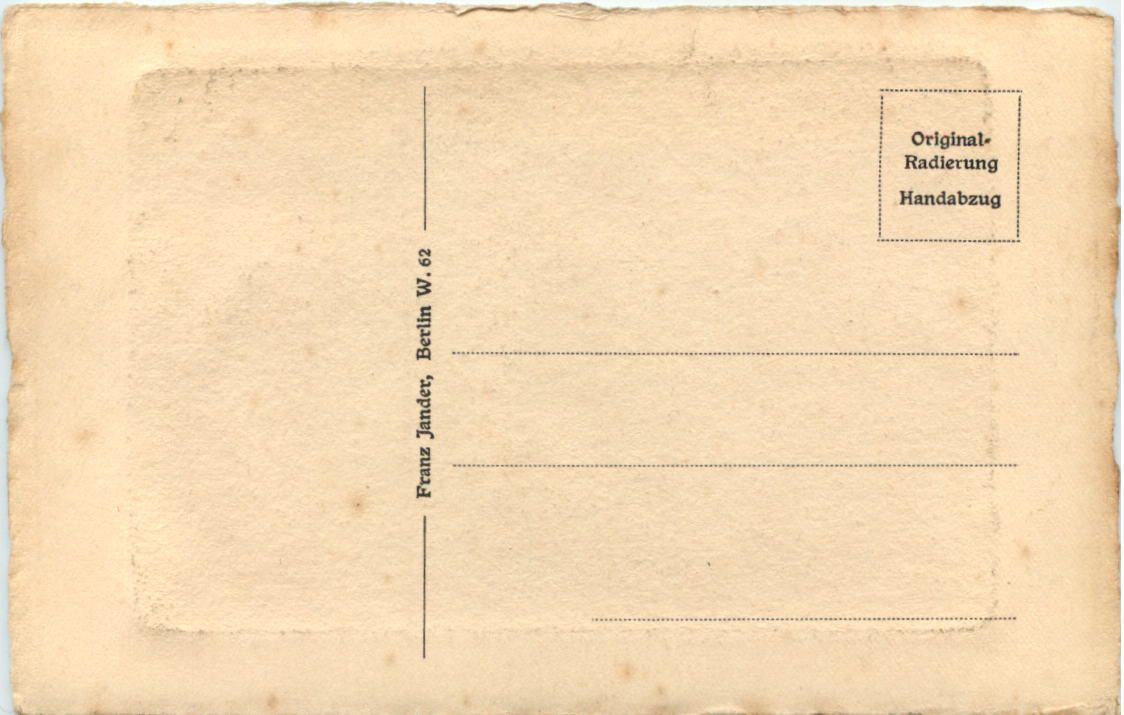 Original-
Radierung
Handabzug
Franz Jander, Berlin W. 62